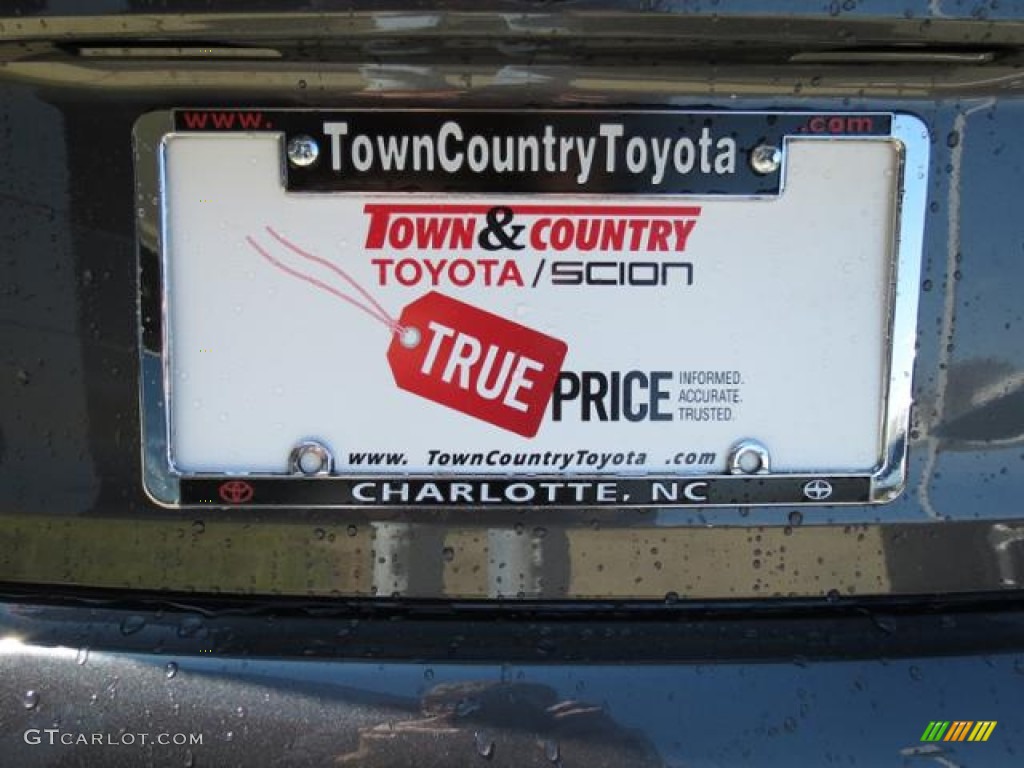 www. TownCountryToyota .com
TOWN & COUNTRY
TOYOTA / SCION
TRUE PRICE
INFORMED.
ACCURATE.
TRUSTED.
www. TownCountryToyota .com
CHARLOTTE, NC
GTCARLOT.COM